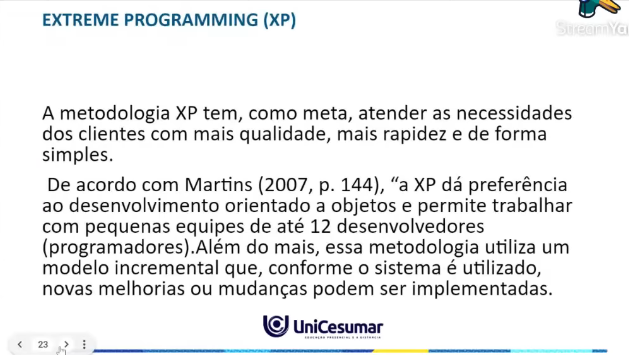 EXTREME PROGRAMMING (XP)
StreamYa
A metodologia XP tem, como meta, atender as necessidades
dos clientes com mais qualidade, mais rapidez e de forma
simples.
De acordo com Martins (2007, p. 144), “a XP dá preferência
ao desenvolvimento orientado a objetos e permite trabalhar
com pequenas equipes de até 12 desenvolvedores
(programadores).Além do mais, essa metodologia utiliza um
modelo incremental que, conforme o sistema é utilizado,
novas melhorias ou mudanças podem ser implementadas.
UniCesumar
EDUCAÇÃO PRESENCIAL E A DISTÂNCIA
23